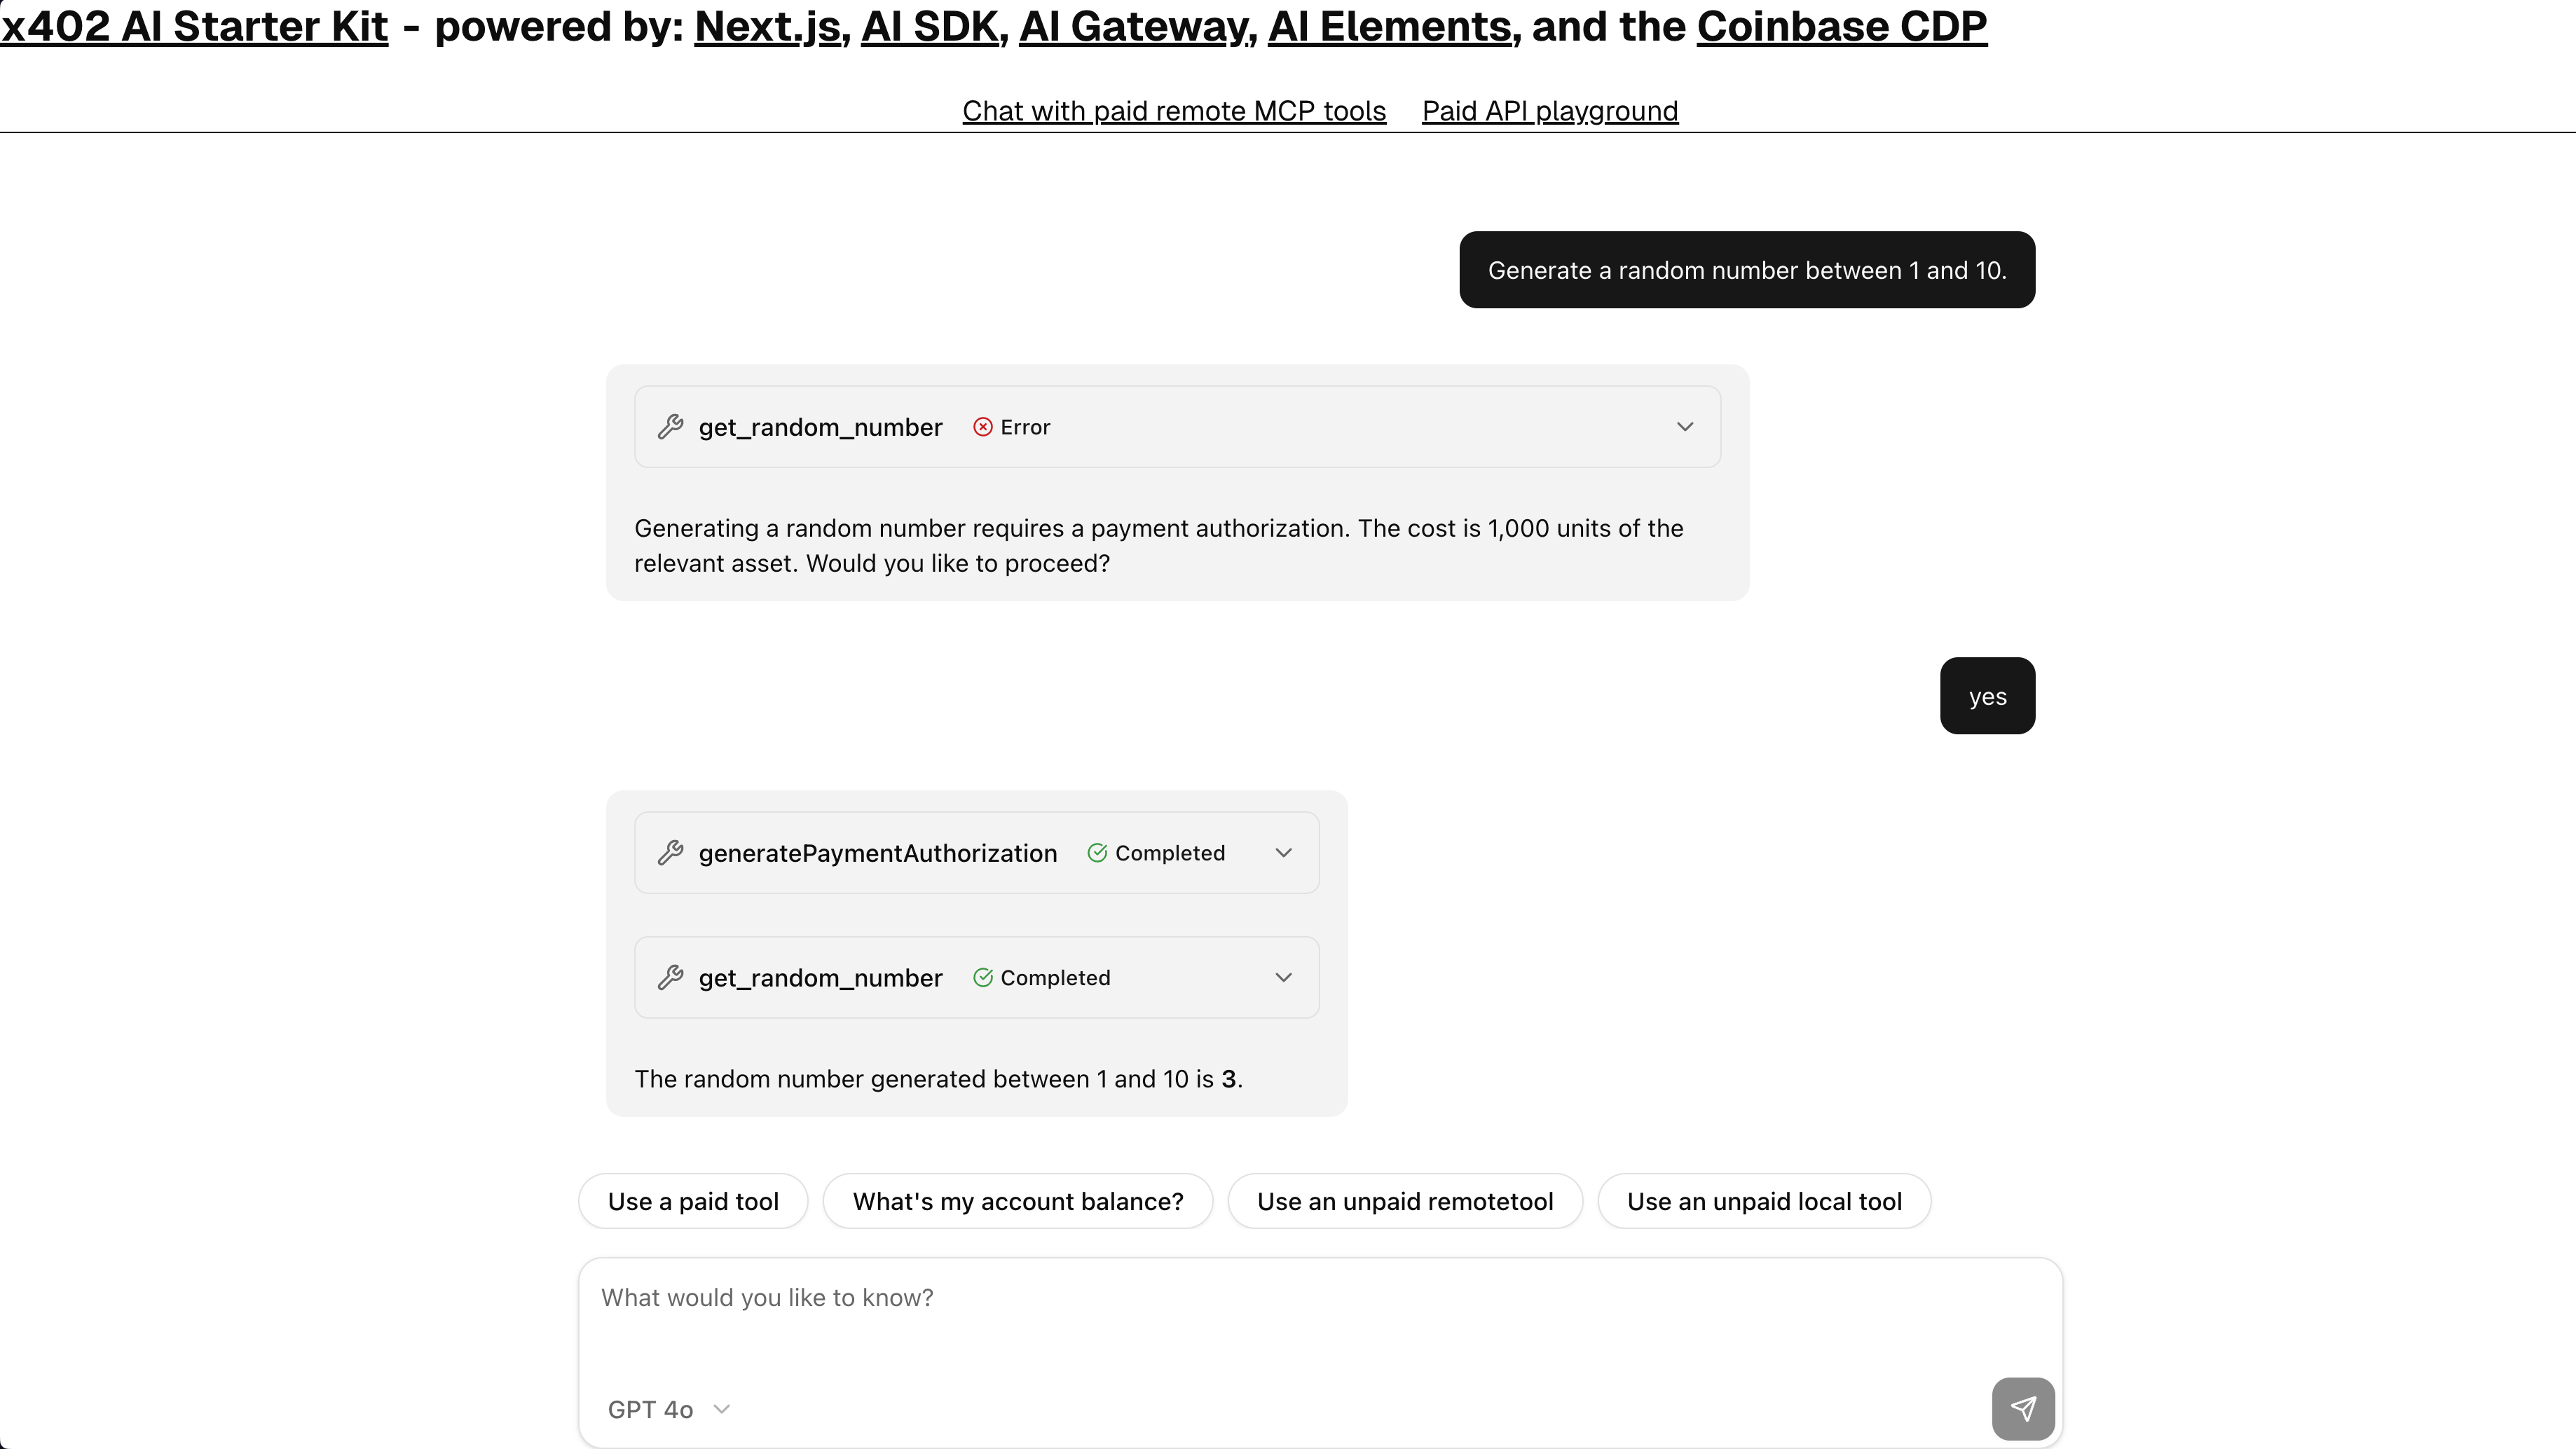 x402 AI Starter Kit - powered by: Next.js, AI SDK, AI Gateway, AI Elements, and the Coinbase CDP
Chat with paid remote MCP tools Paid API playground
Generate a random number between 1 and 10.
get_random_number Error
Generating a random number requires a payment authorization. The cost is 1,000 units of the
relevant asset. Would you like to proceed?
yes
generatePaymentAuthorization Completed
get_random_number Completed
The random number generated between 1 and 10 is 3.
Use a paid tool What's my account balance? Use an unpaid remotetool Use an unpaid local tool
What would you like to know?
GPT 4o